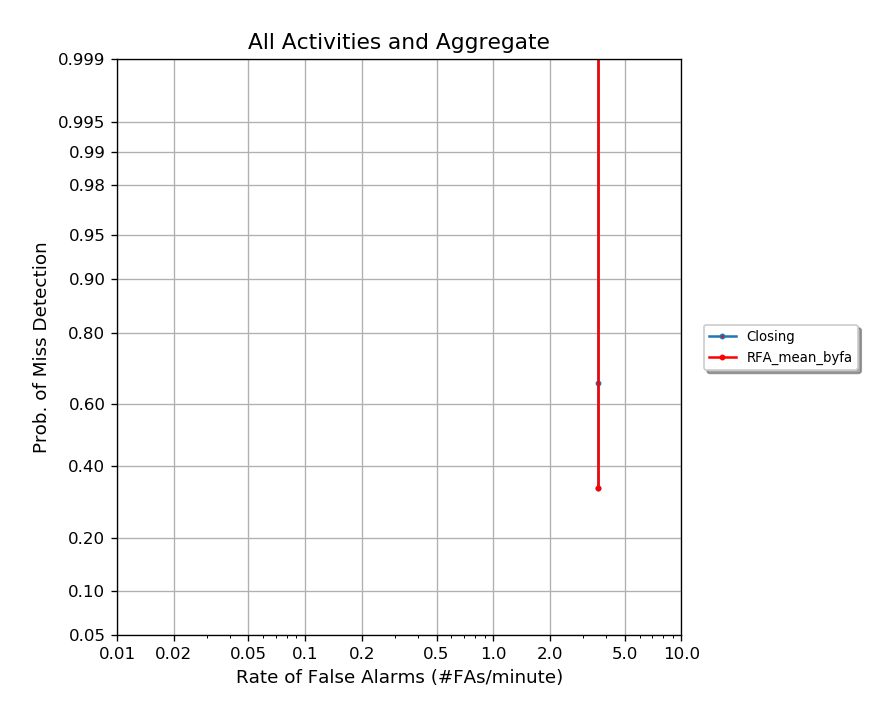 All Activities and Aggregate
0.999
0.995
0.99
0.98
0.95
0.90
0.80
0.60
0.40
0.20
0.10
0.05
Prob. of Miss Detection
0.01 0.02 0.05 0.1 0.2 0.5 1.0 2.0 5.0 10.0
Rate of False Alarms (#FAs/minute)
Closing
RFA_mean_byfa